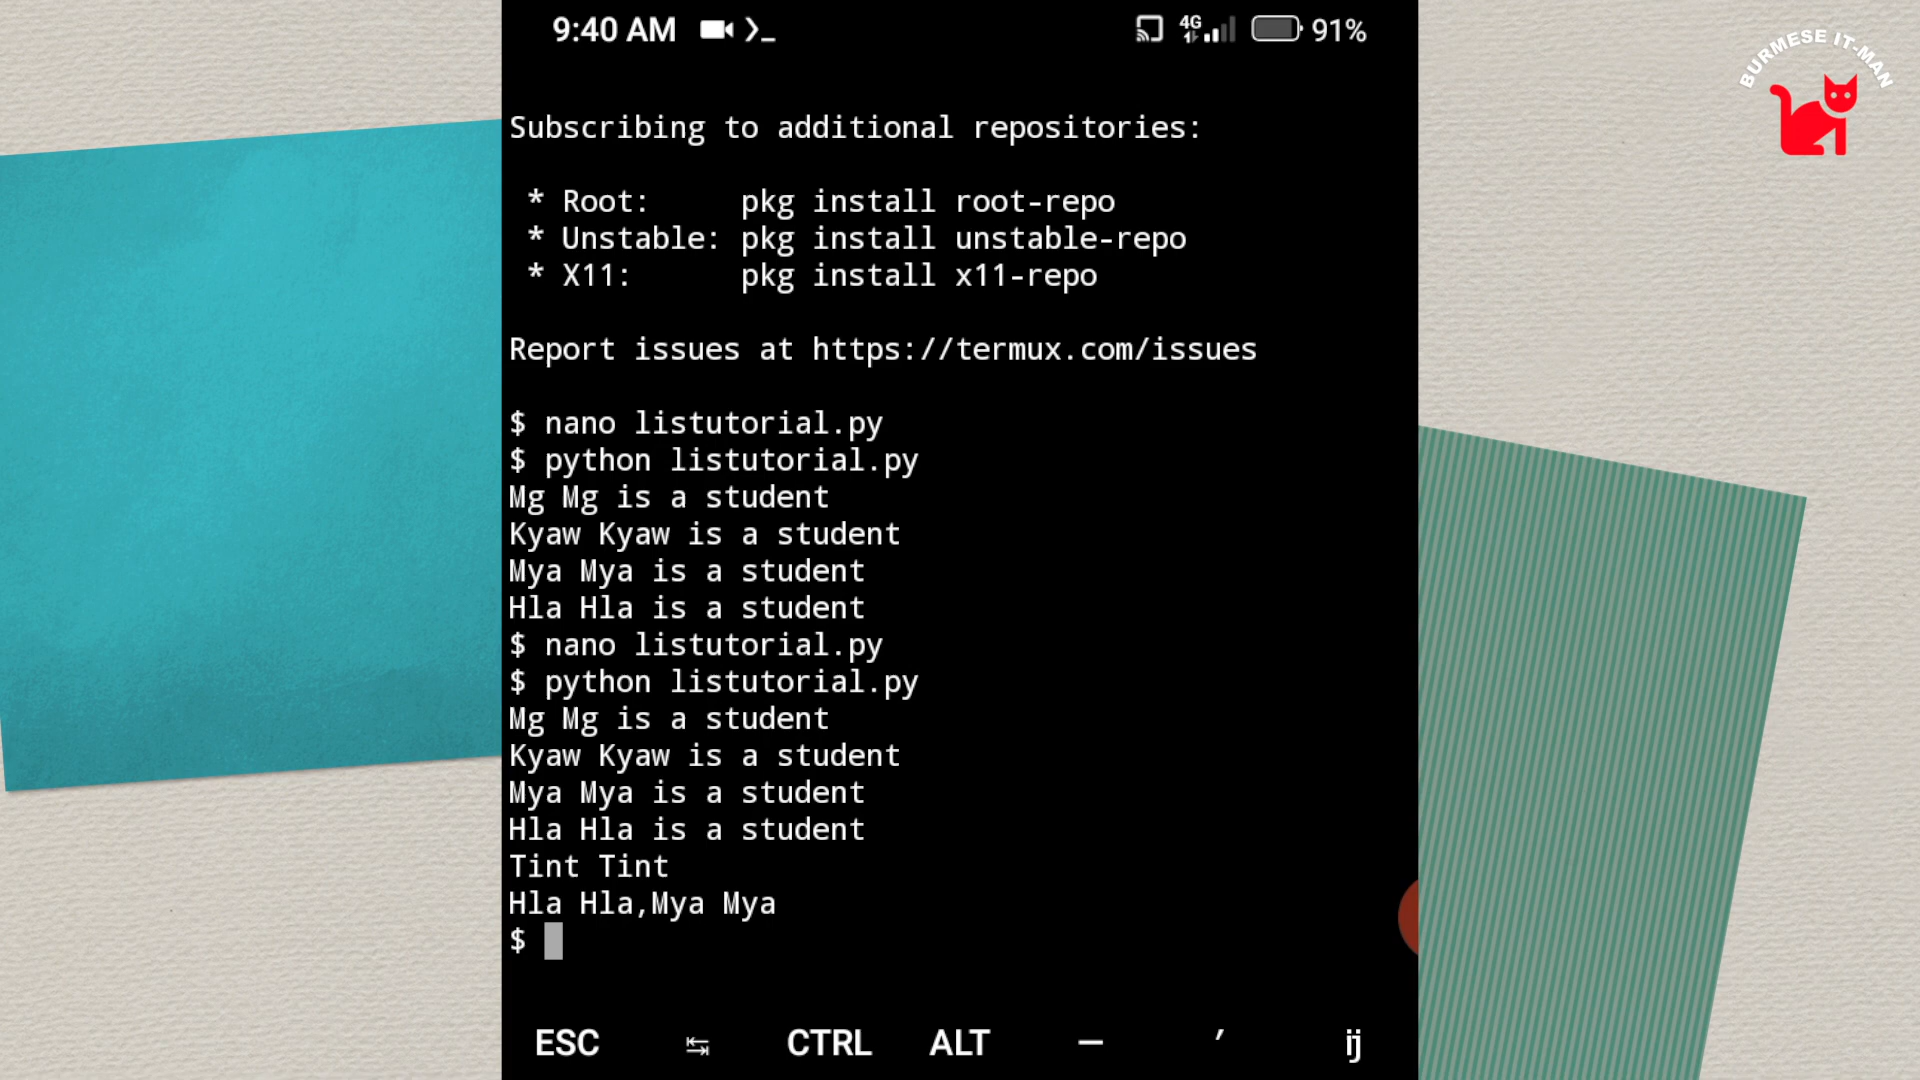 9:40 AM
4G
91%
BURMESE IT-MAN
Subscribing to additional repositories:
* Root: pkg install root-repo
* Unstable: pkg install unstable-repo
* X11: pkg install x11-repo
Report issues at https://termux.com/issues
$ nano listutorial.py
$ python listutorial.py
Mg Mg is a student
Kyaw Kyaw is a student
Mya Mya is a student
Hla Hla is a student
$ nano listutorial.py
$ python listutorial.py
Mg Mg is a student
Kyaw Kyaw is a student
Mya Mya is a student
Hla Hla is a student
Tint Tint
Hla Hla,Mya Mya
$
ESC CTRL ALT — ′ ij